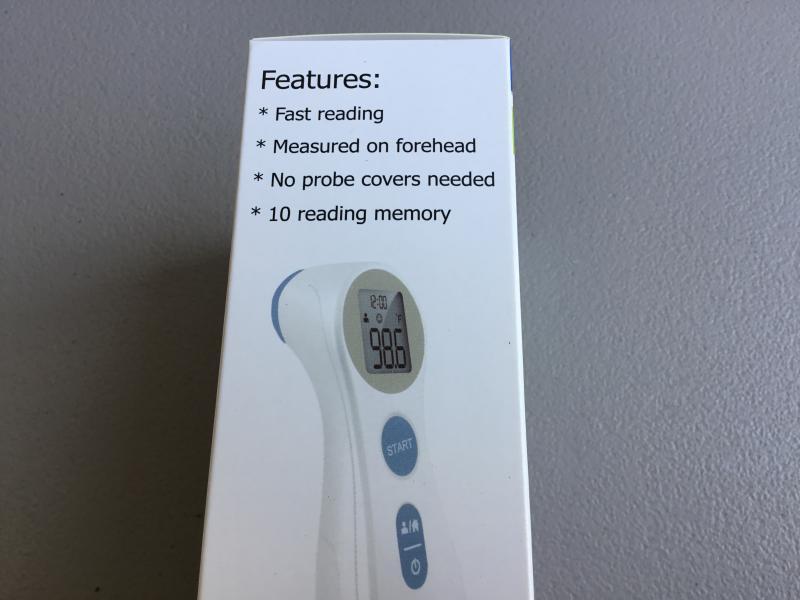 Features:
* Fast reading
* Measured on forehead
* No probe covers needed
* 10 reading memory
12:00
°F
98.6
START